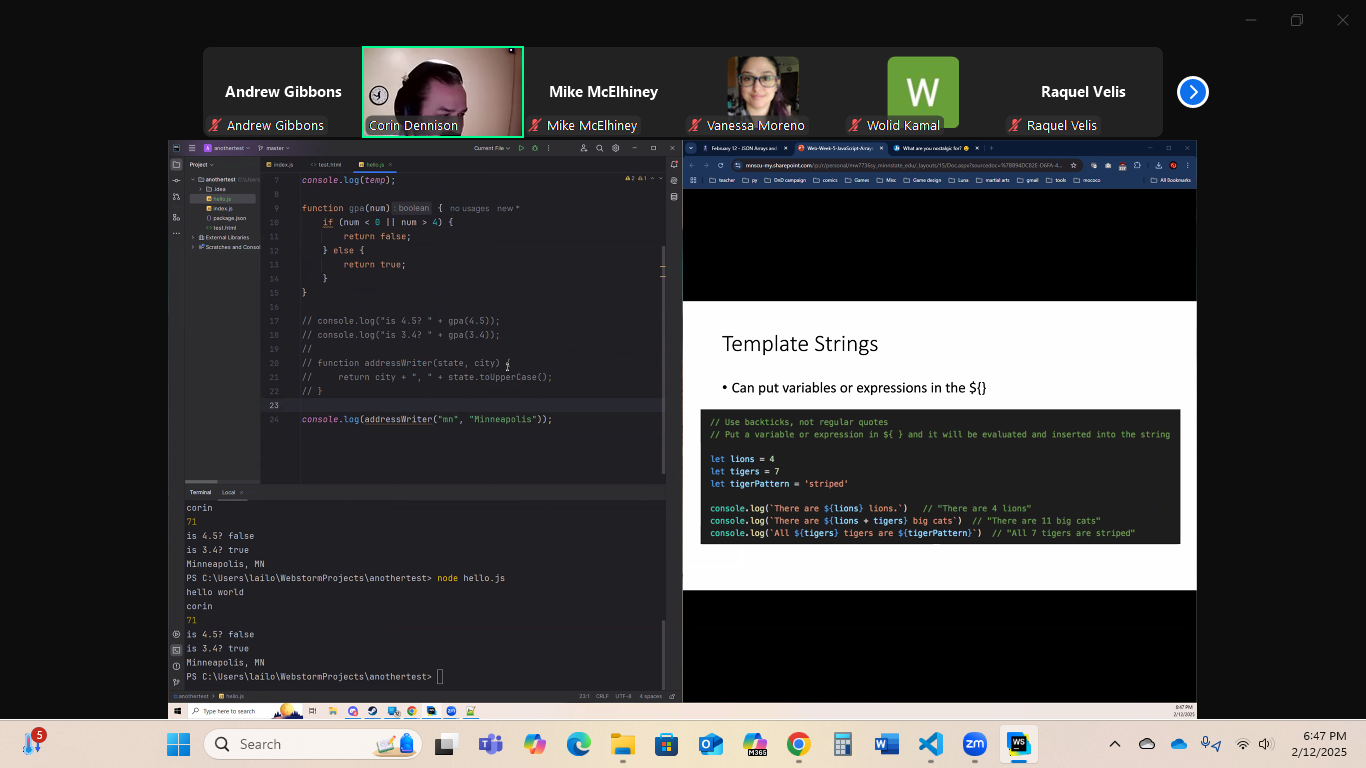 Andrew Gibbons
Mike McElhiney
W
Raquel Velis
Andrew Gibbons
Corin Dennison
Mike McElhiney
Vanessa Moreno
Wolid Kamal
Raquel Velis
anothertest
master
Current File
Project
index.js
test.html
hello.js
anothertest
.idea
hello.js
index.js
package.json
test.html
External Libraries
Scratches and Consol
7 console.log(temp);
8
9 function gpa(num) : boolean { no usages new *
10 if (num < 0 || num > 4) {
11 return false;
12 } else {
13 return true;
14 }
15 }
16
17 // console.log("is 4.5? " + gpa(4.5));
18 // console.log("is 3.4? " + gpa(3.4));
19 //
20 // function addressWriter(state, city) {
21 // return city + ", " + state.toUpperCase();
22 // }
23
24 console.log(addressWriter("mn", "Minneapolis"));
2 1
Terminal Local
corin
71
is 4.5? false
is 3.4? true
Minneapolis, MN
PS C:\Users\lailo\WebstormProjects\anothertest> node hello.js
hello world
corin
71
is 4.5? false
is 3.4? true
Minneapolis, MN
PS C:\Users\lailo\WebstormProjects\anothertest>
anothertest > hello.js
23:1 CRLF UTF-8 4 spaces
February 12 - JSON Arrays and
Web-Week-5-JavaScript-Array
What are you nostalgic for?
teacher py DnD campaign comics Games Misc Game design Luna martial arts gmail tools mococo All Bookmarks
Template Strings
• Can put variables or expressions in the ${}
// Use backticks, not regular quotes
// Put a variable or expression in ${ } and it will be evaluated and inserted into the string
let lions = 4
let tigers = 7
let tigerPattern = 'striped'
console.log(`There are ${lions} lions.`) // "There are 4 lions"
console.log(`There are ${lions + tigers} big cats`) // "There are 11 big cats"
console.log(`All ${tigers} tigers are ${tigerPattern}`) // "All 7 tigers are striped"
Type here to search
8:47 PM
2/12/2025
5
Search
M365
WS
zm
6:47 PM
2/12/2025